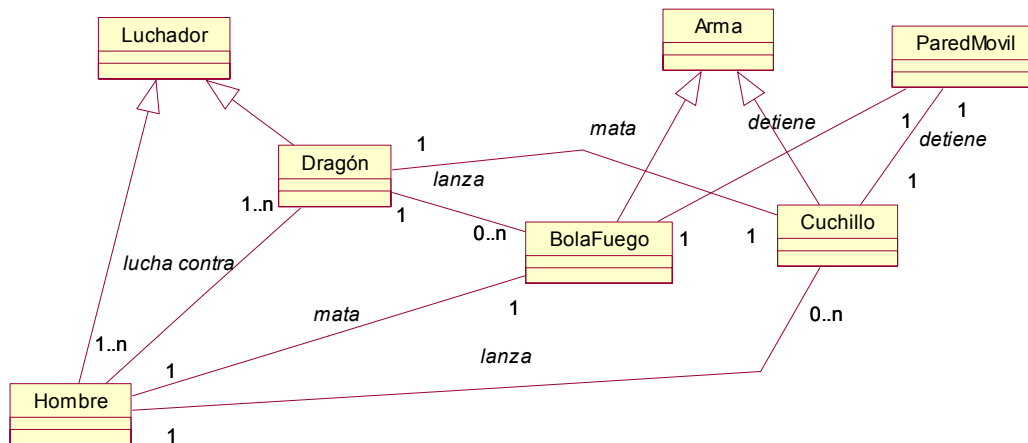 Luchador
Arma
ParedMovil
mata
detiene
1
1
1
detiene
Dragón
lanza
1
1..n
1
0..n
BolaFuego
1
1
Cuchillo
1
lucha contra
mata
1
0..n
1..n
1
lanza
Hombre
1